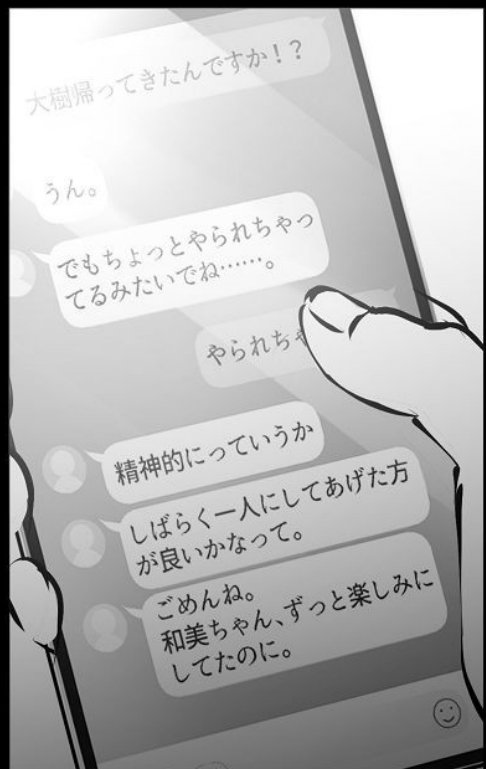 大樹帰ってきたんですか！？
うん。
でもちょっとやられちゃっ
てるみたいでね……。
やられちゃ
精神的にっていうか
しばらく一人にしてあげた方
が良いかなって。
ごめんね。
和美ちゃん、ずっと楽しみに
してたのに。